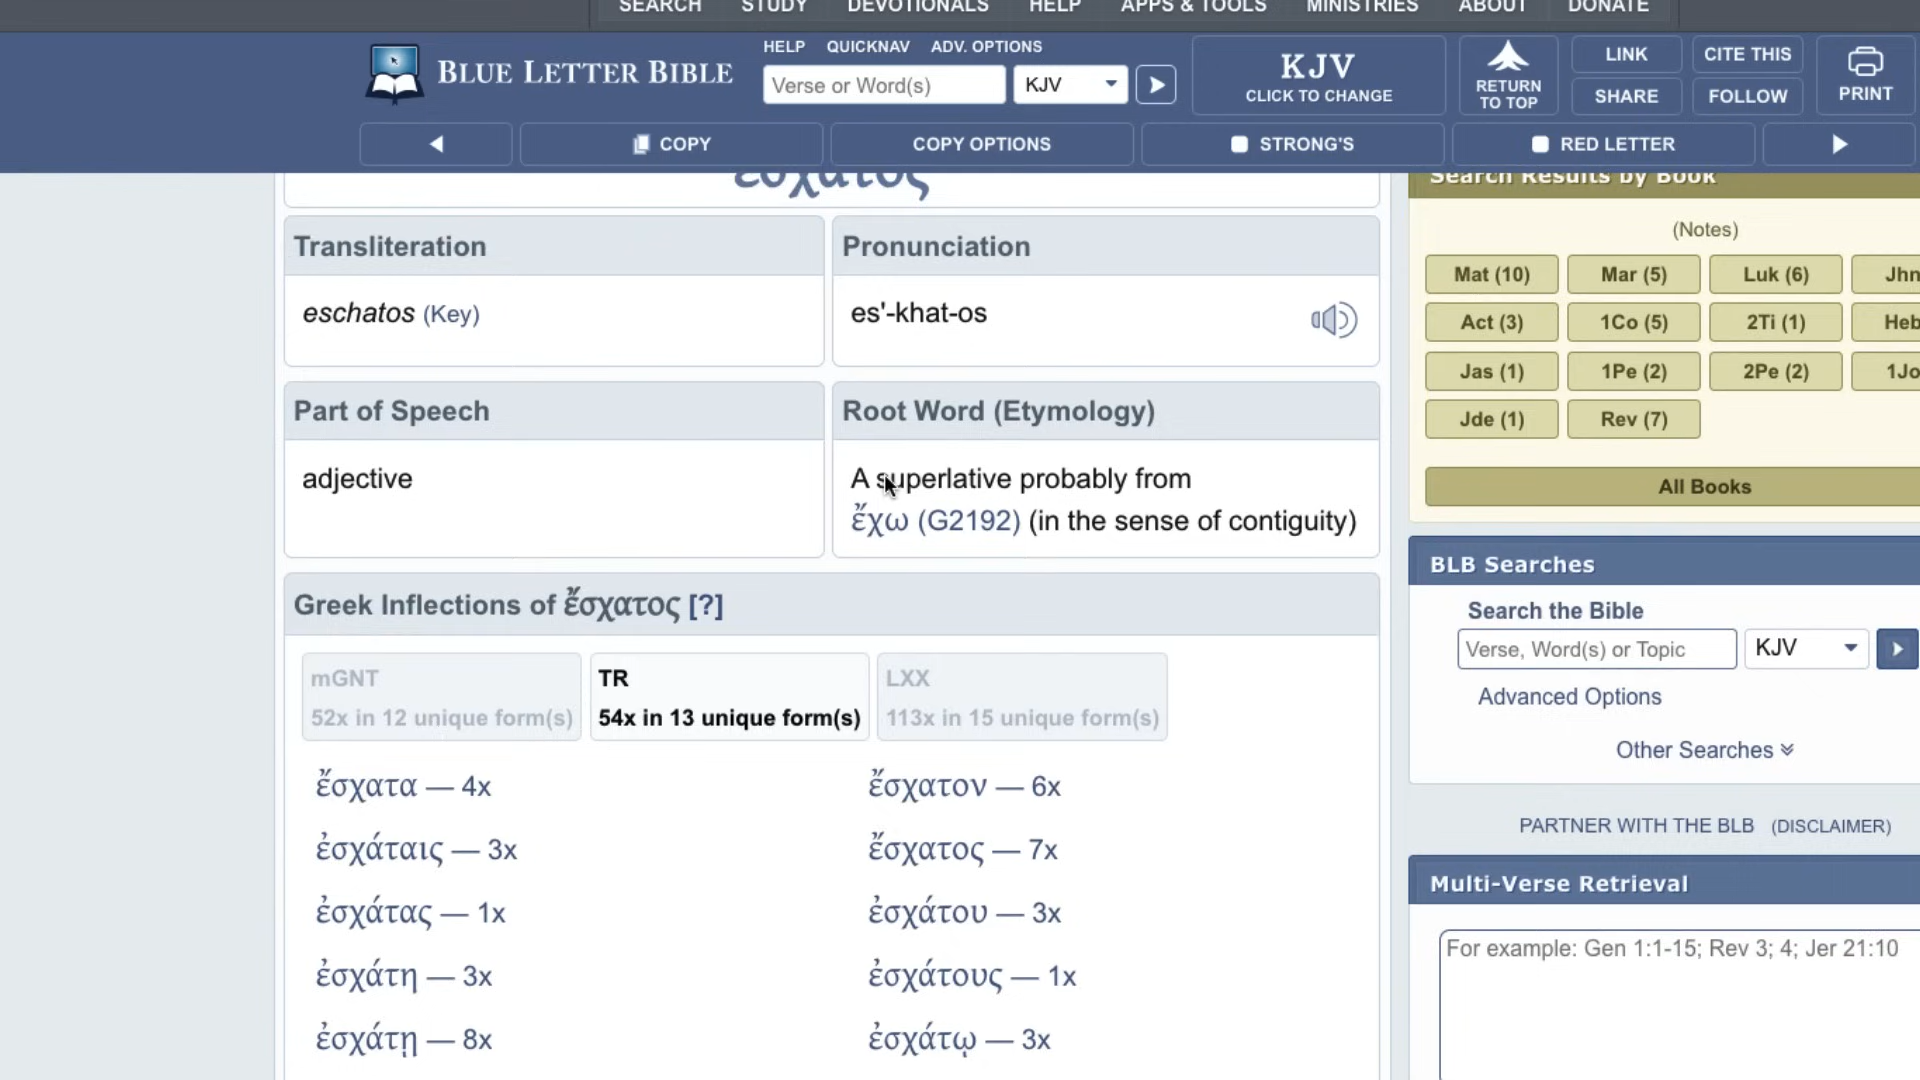 SEARCH STUDY DEVOTIONALS HELP APPS & TOOLS MINISTRIES ABOUT DONATE
BLUE LETTER BIBLE
HELP QUICKNAV ADV. OPTIONS
Verse or Word(s) KJV
KJV
CLICK TO CHANGE
RETURN
TO TOP
LINK CITE THIS
SHARE FOLLOW
PRINT
COPY COPY OPTIONS STRONG'S RED LETTER
ἔσχατος
Transliteration
eschatos (Key)
Pronunciation
es'-khat-os
Part of Speech
adjective
Root Word (Etymology)
A superlative probably from
ἔχω (G2192) (in the sense of contiguity)
Greek Inflections of ἔσχατος [?]
mGNT
52x in 12 unique form(s)
TR
54x in 13 unique form(s)
LXX
113x in 15 unique form(s)
ἔσχατα — 4x
ἐσχάταις — 3x
ἐσχάτας — 1x
ἐσχάτη — 3x
ἐσχάτῃ — 8x
ἔσχατον — 6x
ἔσχατος — 7x
ἐσχάτου — 3x
ἐσχάτους — 1x
ἐσχάτῳ — 3x
Search Results by Book
(Notes)
Mat (10) Mar (5) Luk (6) Jhn
Act (3) 1Co (5) 2Ti (1) Heb
Jas (1) 1Pe (2) 2Pe (2) 1Jo
Jde (1) Rev (7)
All Books
BLB Searches
Search the Bible
Verse, Word(s) or Topic KJV
Advanced Options
Other Searches
PARTNER WITH THE BLB (DISCLAIMER)
Multi-Verse Retrieval
For example: Gen 1:1-15; Rev 3; 4; Jer 21:10